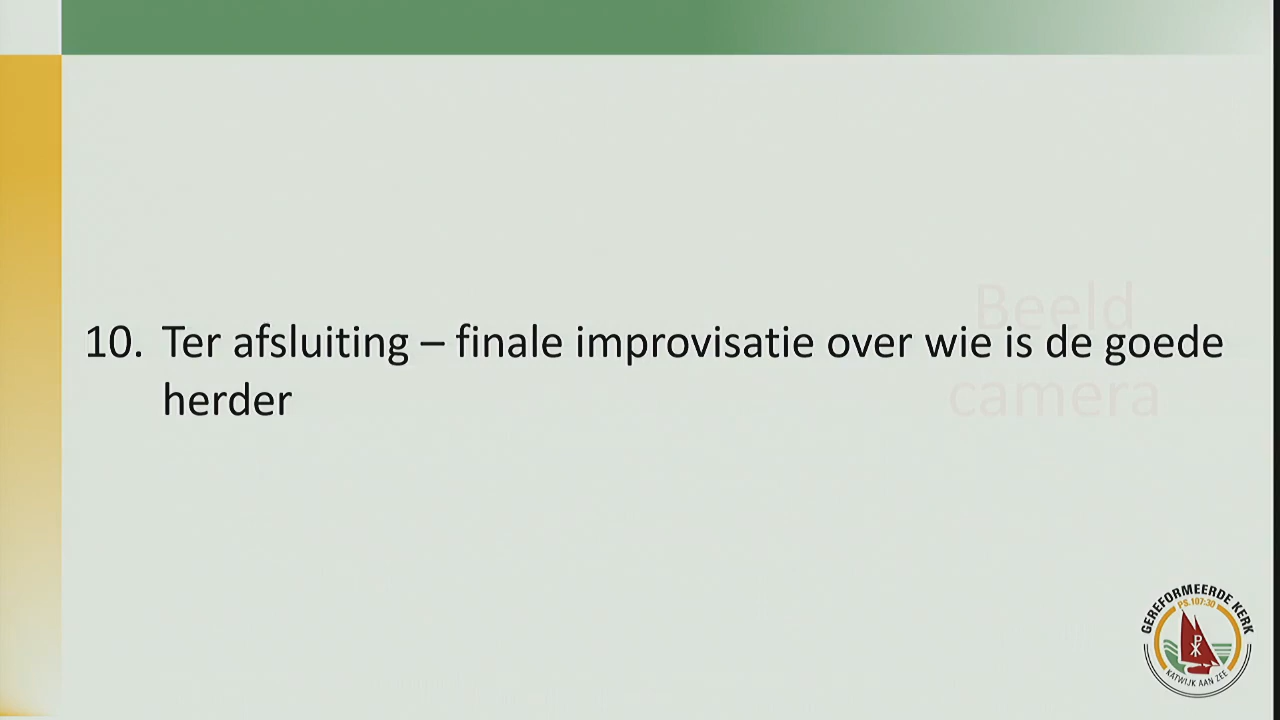 Beeld
10. Ter afsluiting – finale improvisatie over wie is de goede
camera
herder
GEREFORMEERDE KERK
PS.107:30
KATWIJK AAN ZEE